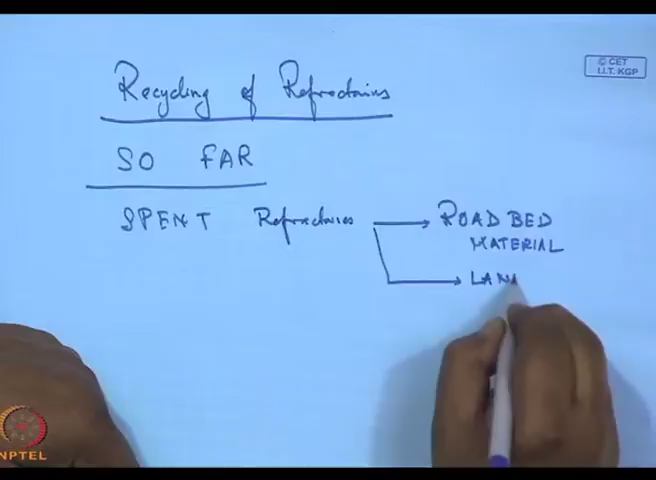 © CET
I.I.T. KGP
Recycling of Refractories
SO FAR
SPENT Refractories
ROAD BED
MATERIAL
LAN
NPTEL